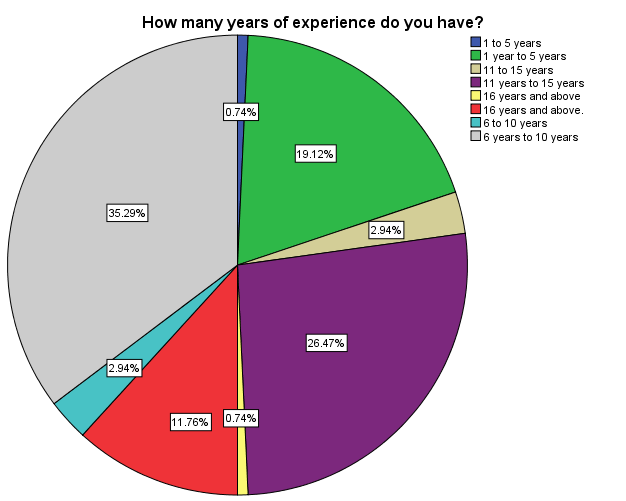 How many years of experience do you have?
1 to 5 years
1 year to 5 years
11 to 15 years
11 years to 15 years
16 years and above
16 years and above.
6 to 10 years
6 years to 10 years
0.74%
19.12%
35.29%
2.94%
26.47%
2.94%
11.76%
0.74%